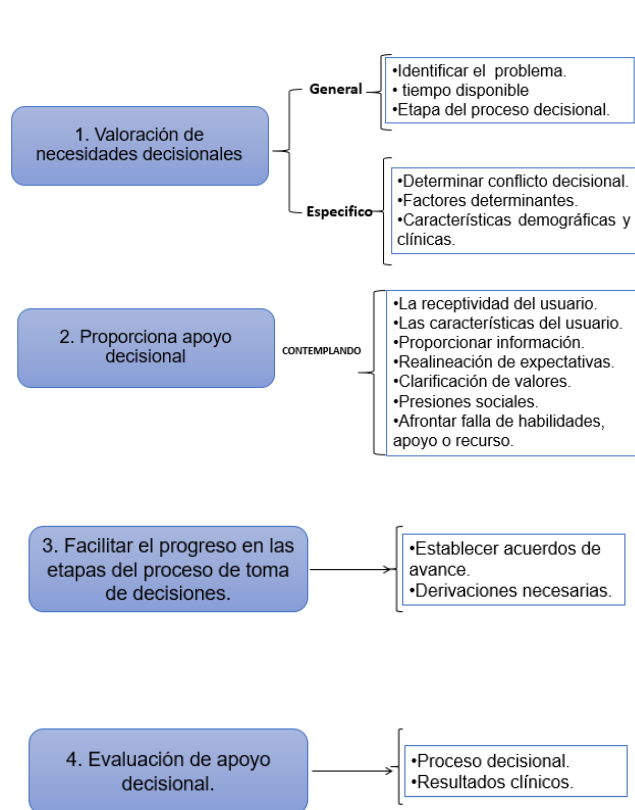 1. Valoración de
necesidades decisionales
General
•Identificar el problema.
• tiempo disponible
•Etapa del proceso decisional.
Especifico
•Determinar conflicto decisional.
•Factores determinantes.
•Características demográficas y
clínicas.
2. Proporciona apoyo
decisional
CONTEMPLANDO
•La receptividad del usuario.
•Las características del usuario.
•Proporcionar información.
•Realineación de expectativas.
•Clarificación de valores.
•Presiones sociales.
•Afrontar falla de habilidades,
apoyo o recurso.
3. Facilitar el progreso en las
etapas del proceso de toma
de decisiones.
•Establecer acuerdos de
avance.
•Derivaciones necesarias.
4. Evaluación de apoyo
decisional.
•Proceso decisional.
•Resultados clínicos.